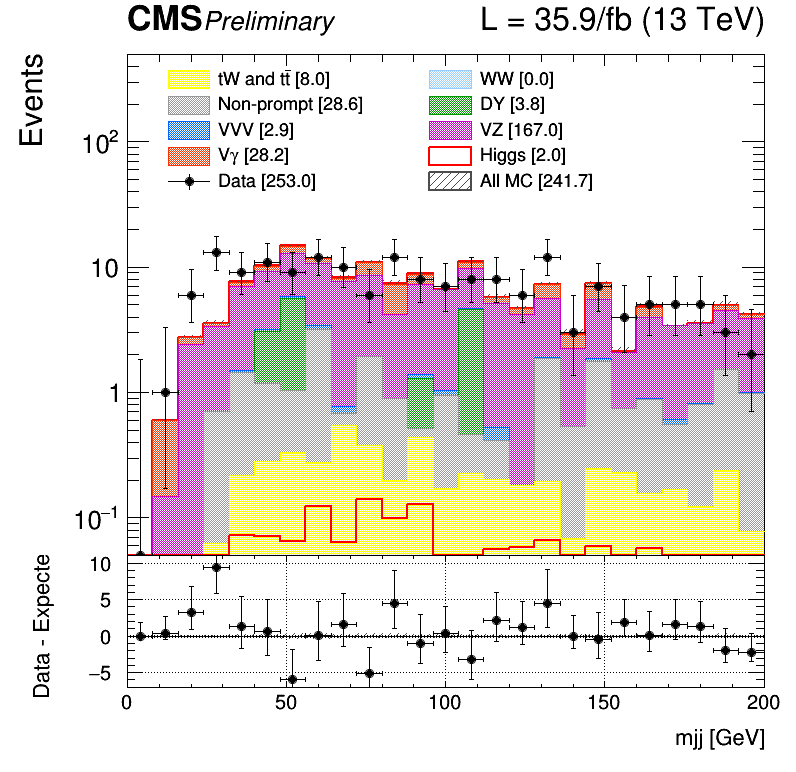 CMS Preliminary L = 35.9/fb (13 TeV)
Events
tW and tt̄ [8.0] WW [0.0]
Non-prompt [28.6] DY [3.8]
VVV [2.9] VZ [167.0]
Vγ [28.2] Higgs [2.0]
Data [253.0] All MC [241.7]
10²
10
1
10⁻¹
Data - Expecte
10
5
0
−5
0 50 100 150 200
mjj [GeV]